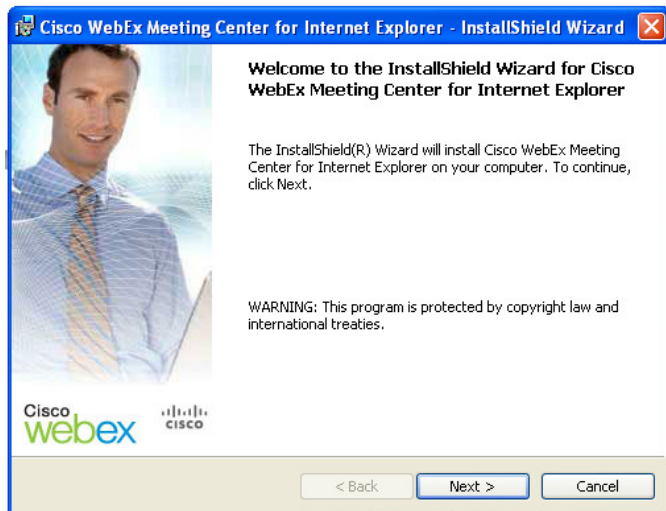 Cisco WebEx Meeting Center for Internet Explorer - InstallShield Wizard
Welcome to the InstallShield Wizard for Cisco
WebEx Meeting Center for Internet Explorer
The InstallShield(R) Wizard will install Cisco WebEx Meeting
Center for Internet Explorer on your computer. To continue,
click Next.
WARNING: This program is protected by copyright law and
international treaties.
Cisco
webex
CISCO
< Back
Next >
Cancel